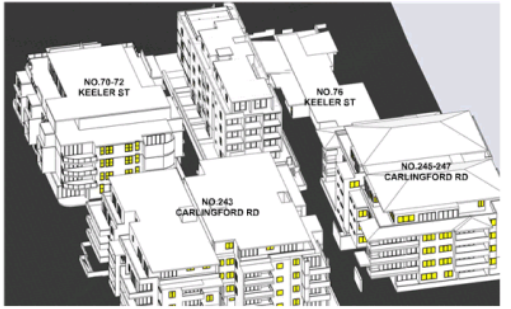 NO.70-72
KEELER ST
NO.76
KEELER ST
NO.245-247
CARLINGFORD RD
NO.243
CARLINGFORD RD